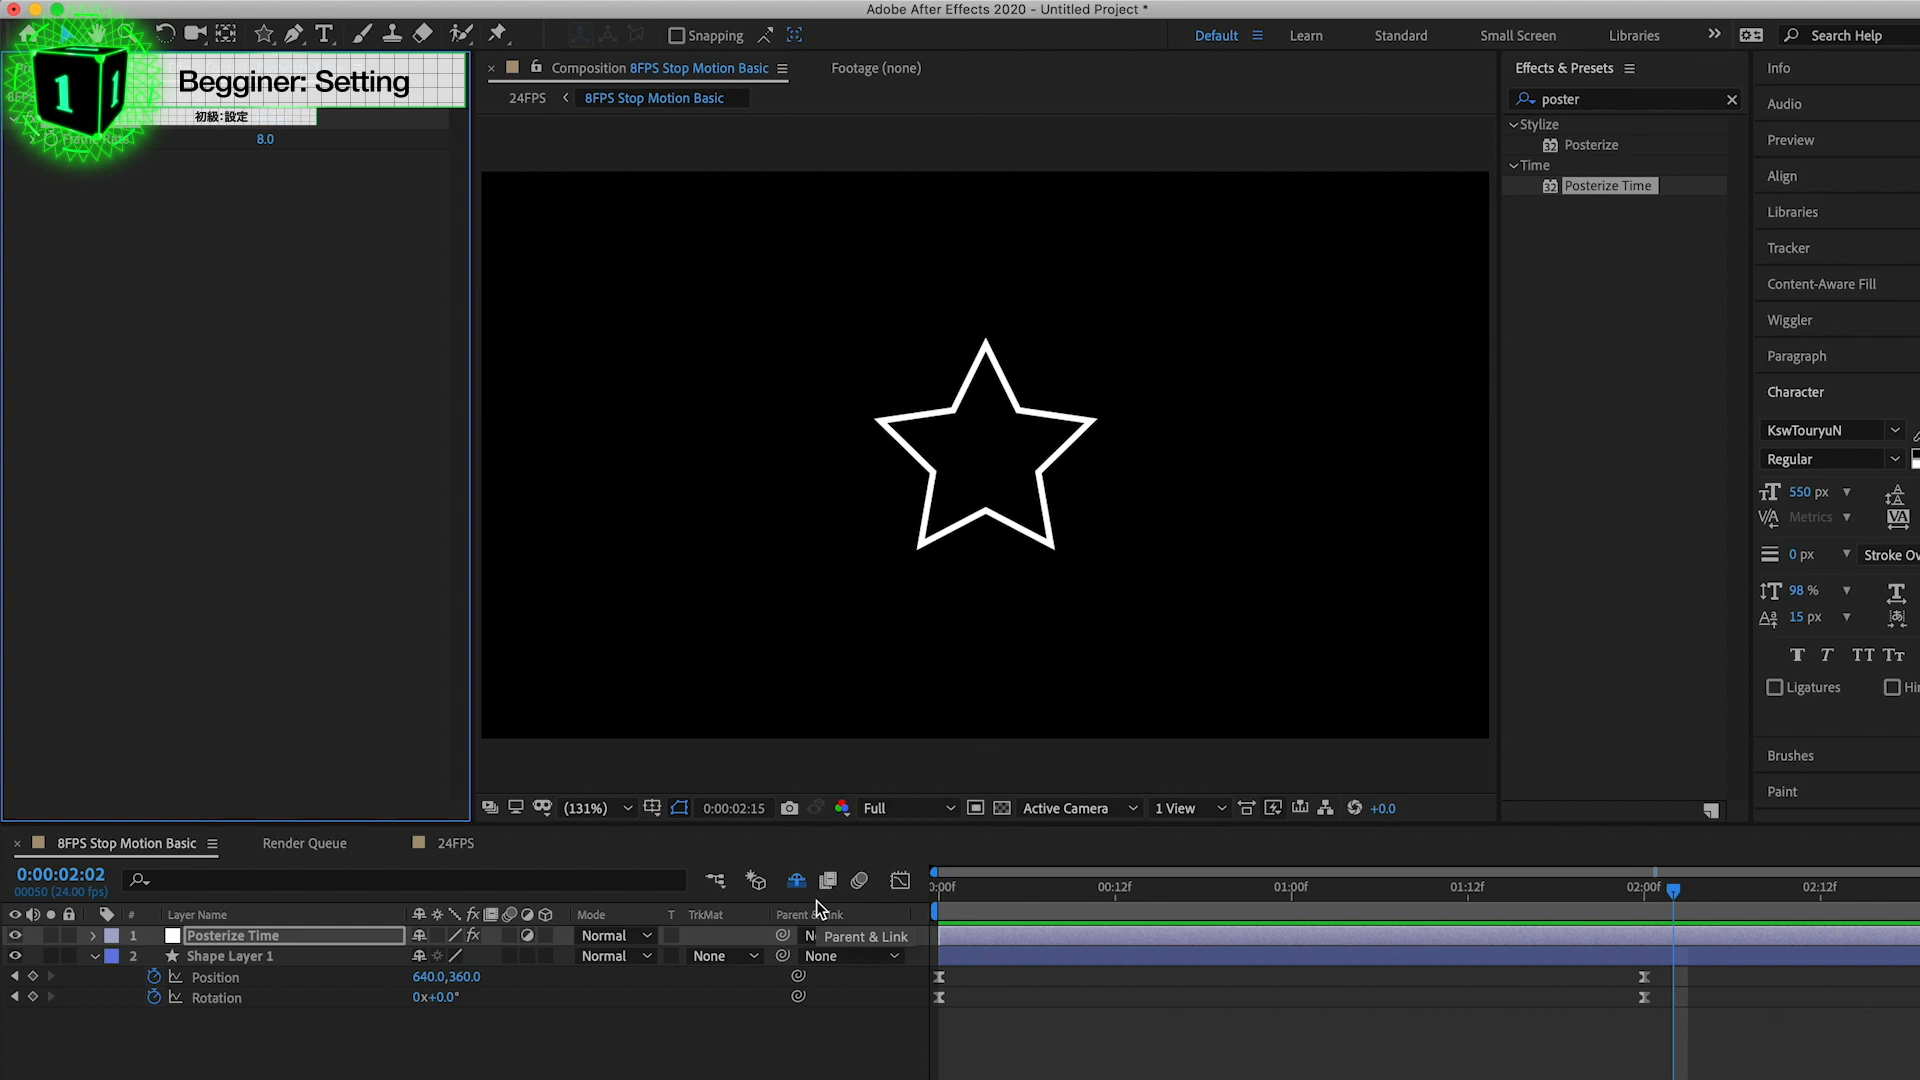 Adobe After Effects 2020 - Untitled Project *
Snapping
Default
Learn
Standard
Small Screen
Libraries
Search Help
1
1
Begginer: Setting
初級:設定
Frame Rate
8.0
Composition 8FPS Stop Motion Basic
Footage (none)
24FPS
8FPS Stop Motion Basic
Effects & Presets
poster
Stylize
32 Posterize
Time
32 Posterize Time
Info
Audio
Preview
Align
Libraries
Tracker
Content-Aware Fill
Wiggler
Paragraph
Character
KswTouryuN
Regular
550 px
Metrics
0 px
Stroke Ov
98 %
15 px
Ligatures
Hin
Brushes
Paint
(131%)
0:00:02:15
Full
Active Camera
1 View
+0.0
8FPS Stop Motion Basic
Render Queue
24FPS
0:00:02:02
00050 (24.00 fps)
:00f
00:12f
01:00f
01:12f
02:00f
02:12f
#
Layer Name
Mode
T
TrkMat
Parent & Link
1
Posterize Time
Normal
Parent & Link
2
Shape Layer 1
Normal
None
None
Position
640.0,360.0
Rotation
0x+0.0°